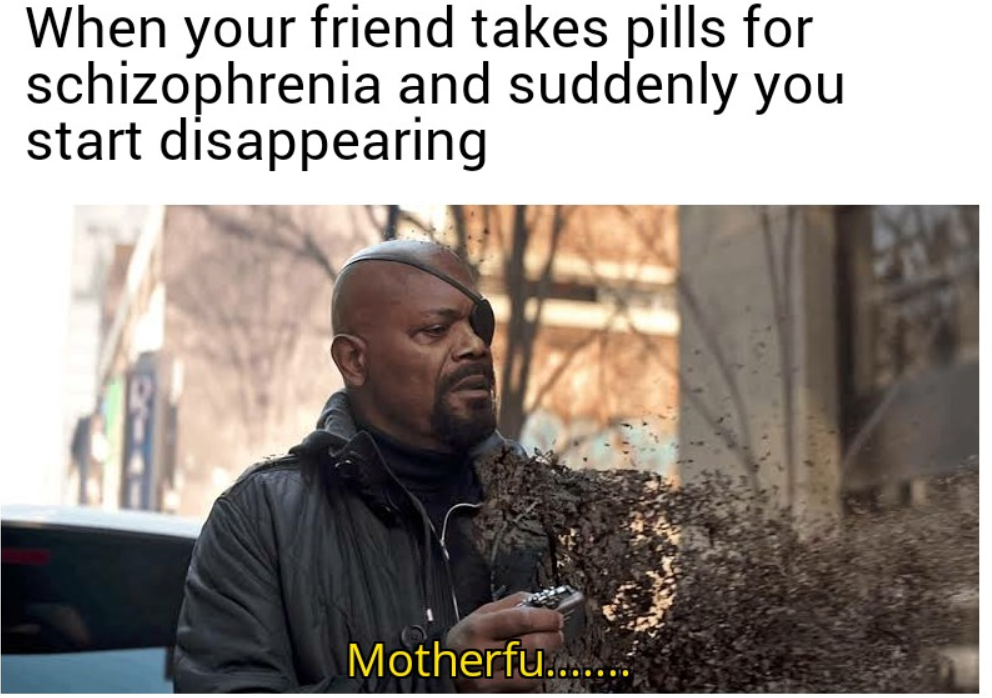 When your friend takes pills for
schizophrenia and suddenly you
start disappearing
Motherfu.......